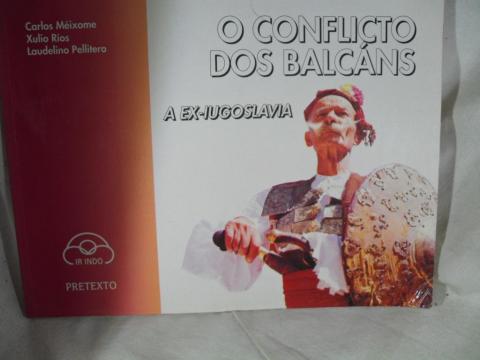 Carlos Méixome
Xulio Ríos
Laudelino Pellitero
O CONFLICTO
DOS BALCÁNS
A EX-IUGOSLAVIA
IR INDO
PRETEXTO